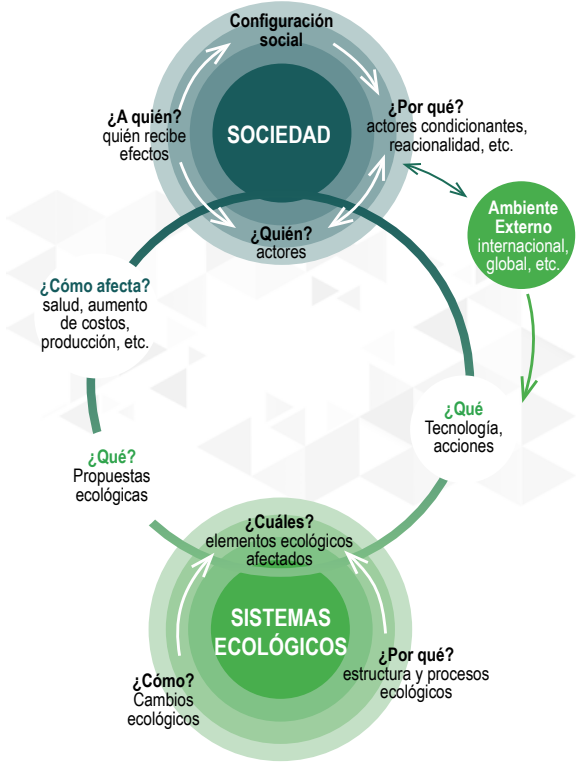 Configuración
social
¿A quién?
quién recibe
efectos
SOCIEDAD
¿Por qué?
actores condicionantes,
reacionalidad, etc.
¿Quién?
actores
Ambiente
Externo
internacional,
global, etc.
¿Cómo afecta?
salud, aumento
de costos,
producción, etc.
¿Qué
Tecnología,
acciones
¿Qué?
Propuestas
ecológicas
¿Cuáles?
elementos ecológicos
afectados
SISTEMAS
ECOLÓGICOS
¿Por qué?
estructura y procesos
ecológicos
¿Cómo?
Cambios
ecológicos